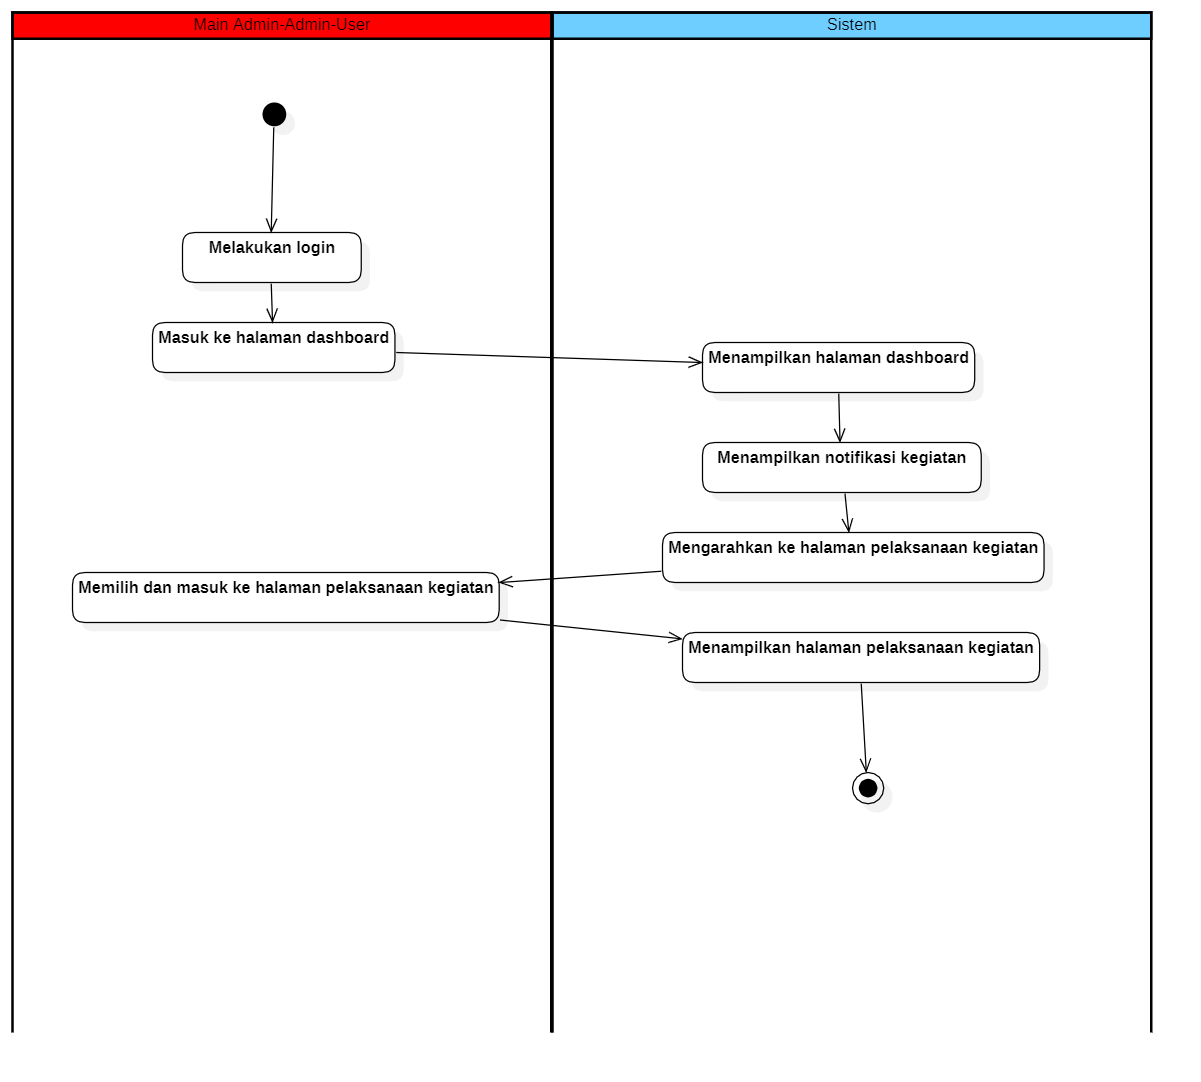 Main Admin-Admin-User
Sistem
Melakukan login
Masuk ke halaman dashboard
Menampilkan halaman dashboard
Menampilkan notifikasi kegiatan
Mengarahkan ke halaman pelaksanaan kegiatan
Memilih dan masuk ke halaman pelaksanaan kegiatan
Menampilkan halaman pelaksanaan kegiatan